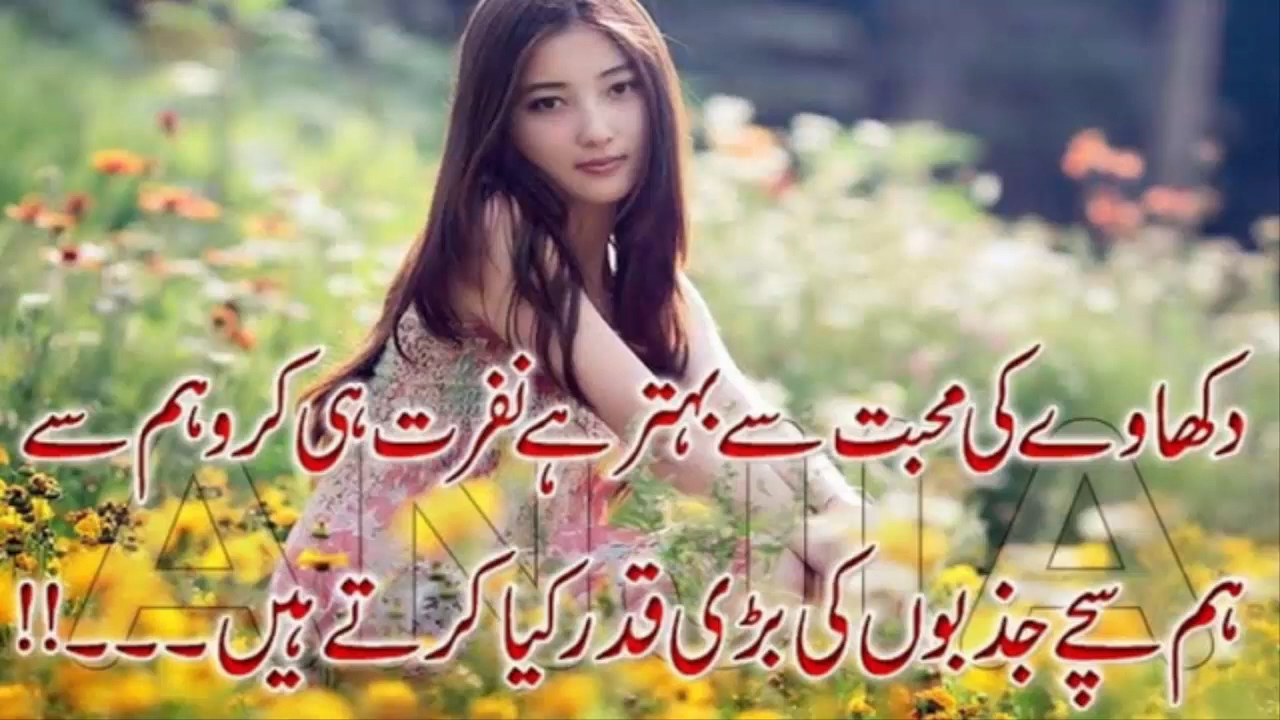 دکھاوے کی محبت سے بہتر ہے نفرت ہی کرو ہم سے
ہم سچے جذبوں کی بڑی قدر کیا کرتے ہیں۔۔۔!!